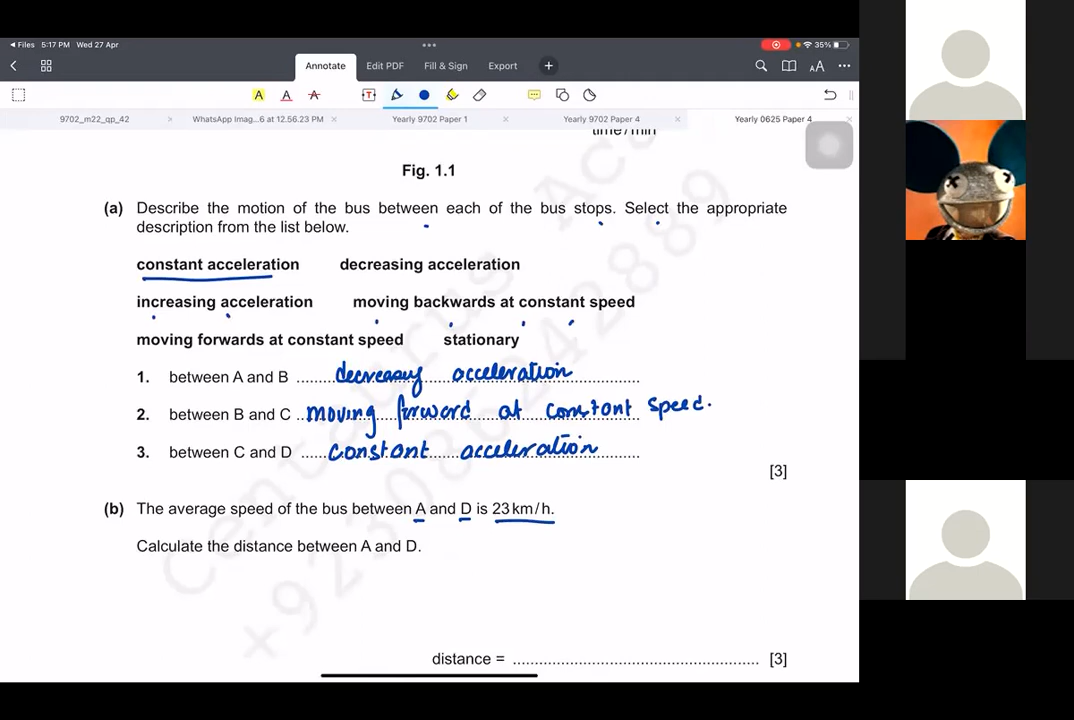 Files 5:17 PM Wed 27 Apr 35%
Annotate Edit PDF Fill & Sign Export
9702_m22_qp_42 WhatsApp Imag...6 at 12.56.23 PM Yearly 9702 Paper 1 Yearly 9702 Paper 4 Yearly 0625 Paper 4
time/min
Fig. 1.1
(a) Describe the motion of the bus between each of the bus stops. Select the appropriate
description from the list below.
constant acceleration decreasing acceleration
increasing acceleration moving backwards at constant speed
moving forwards at constant speed stationary
1. between A and B decreasing acceleration
2. between B and C moving forward at constant speed.
3. between C and D constant acceleration
[3]
(b) The average speed of the bus between A and D is 23 km/h.
Calculate the distance between A and D.
distance = [3]
Centaurus Aca
+923080242889